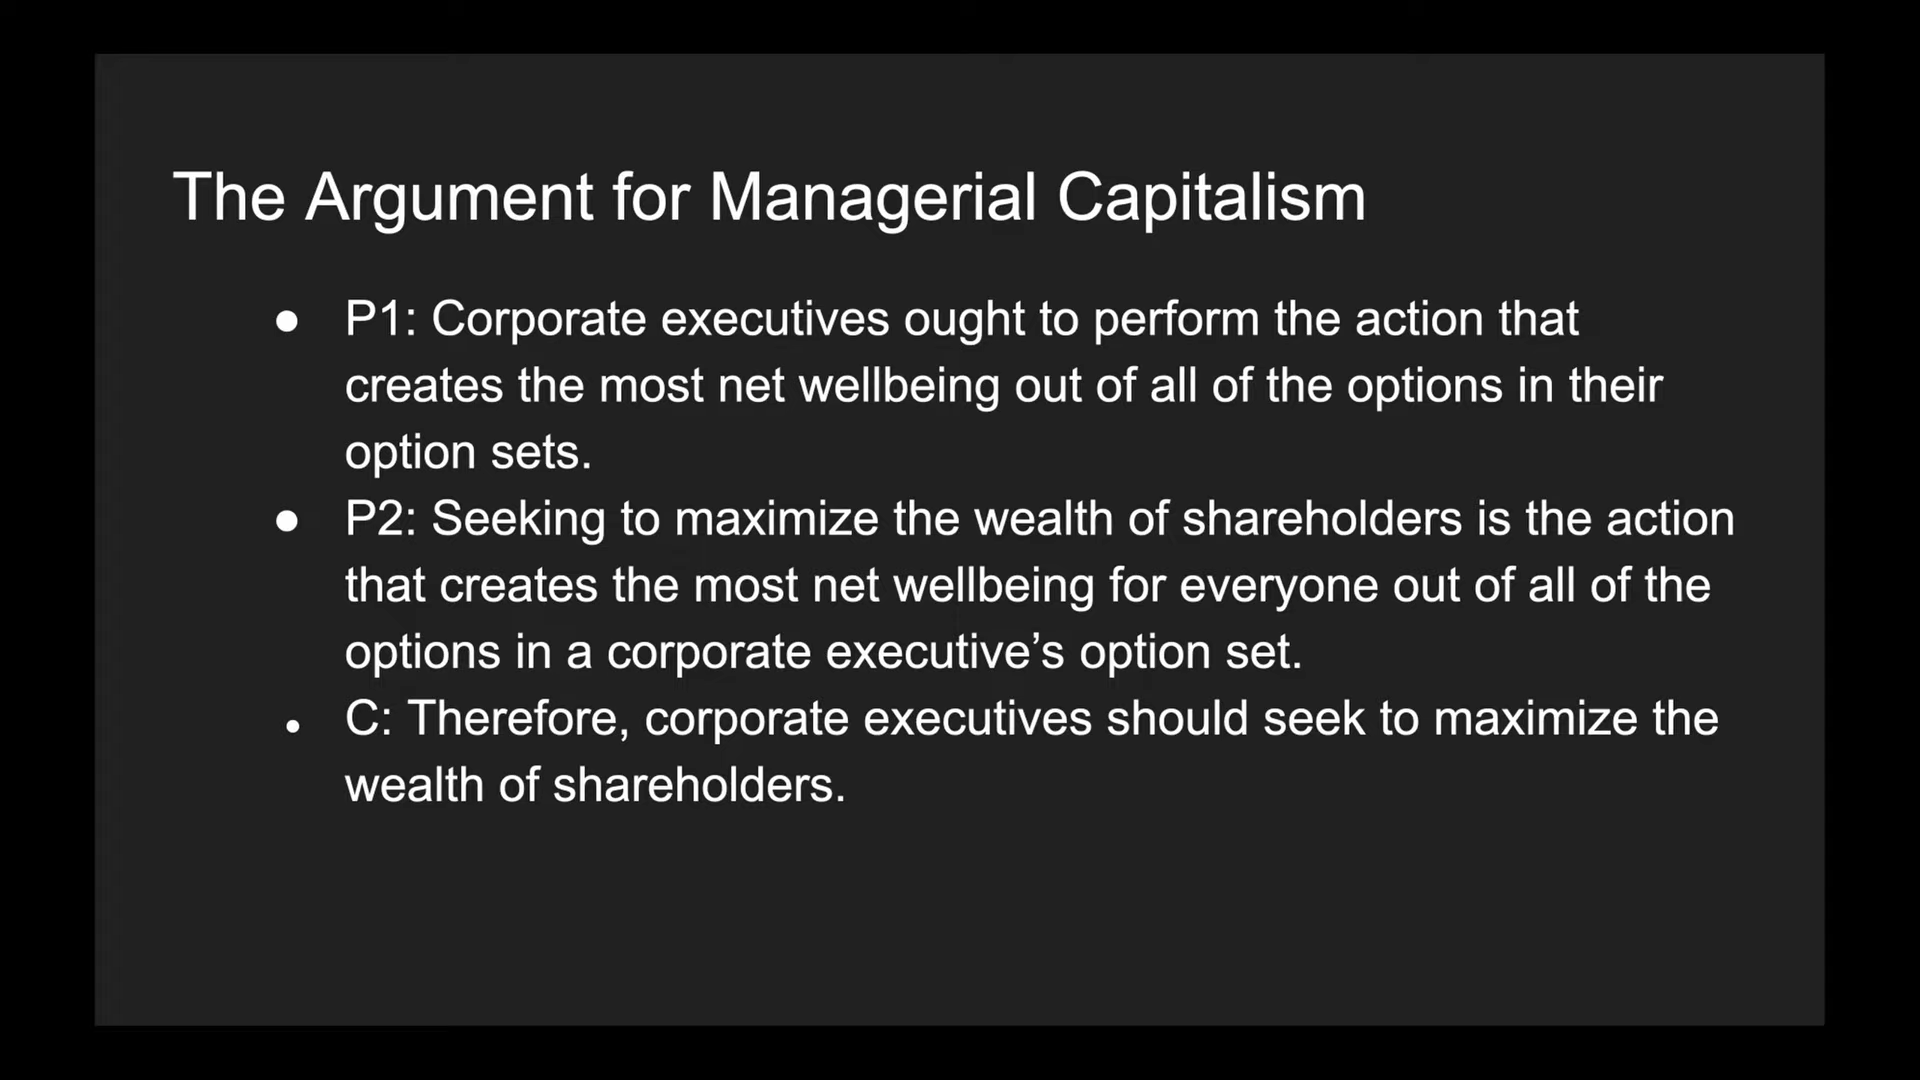 The Argument for Managerial Capitalism
● P1: Corporate executives ought to perform the action that
creates the most net wellbeing out of all of the options in their
option sets.
● P2: Seeking to maximize the wealth of shareholders is the action
that creates the most net wellbeing for everyone out of all of the
options in a corporate executive’s option set.
● C: Therefore, corporate executives should seek to maximize the
wealth of shareholders.